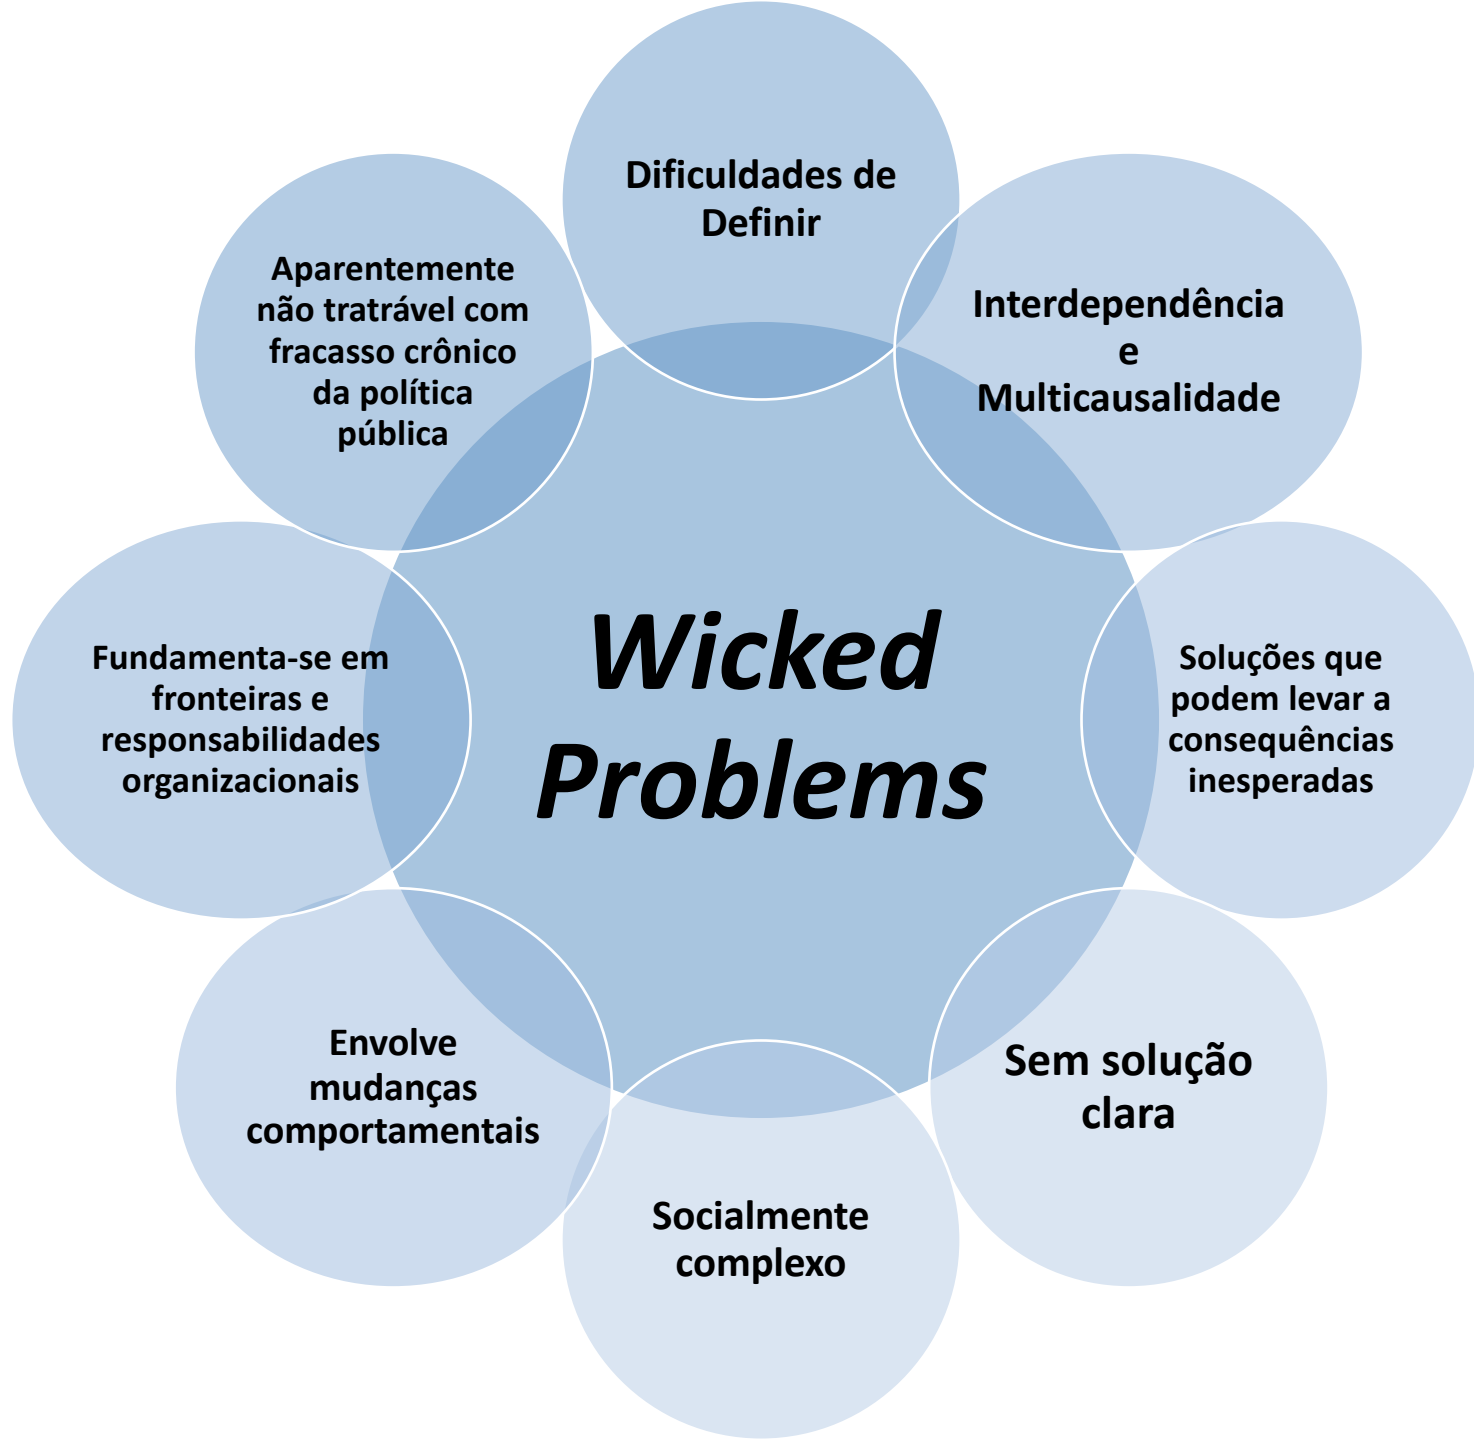 Dificuldades de
Definir
Interdependência
e
Multicausalidade
Soluções que
podem levar a
consequências
inesperadas
Sem solução
clara
Socialmente
complexo
Envolve
mudanças
comportamentais
Fundamenta-se em
fronteiras e
responsabilidades
organizacionais
Aparentemente
não tratrável com
fracasso crônico
da política
pública
Wicked
Problems